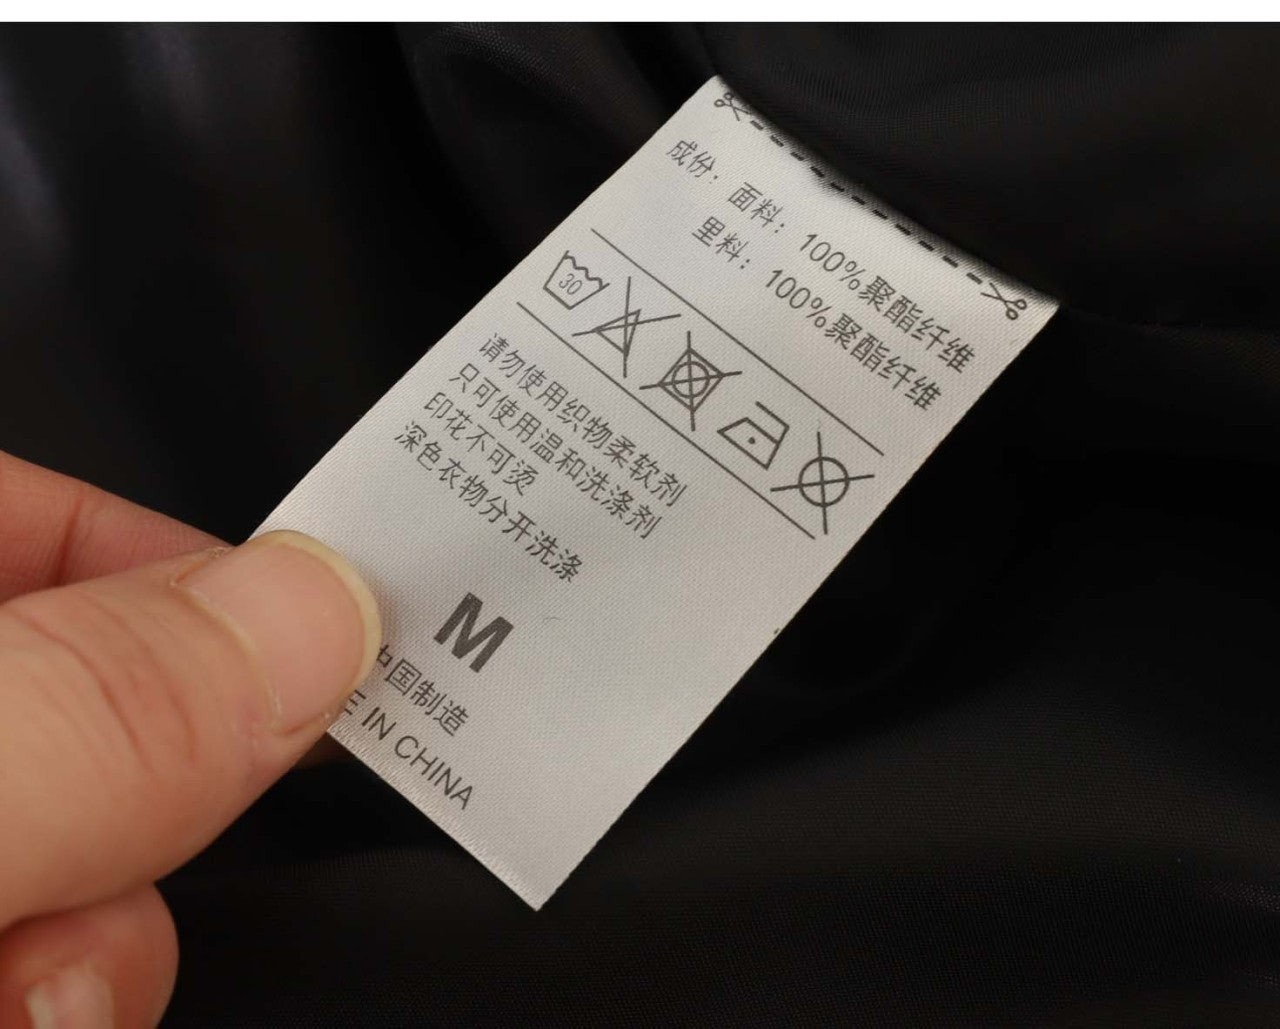 成份：面料：100%聚酯纤维
里料：100%聚酯纤维
30
请勿使用织物柔软剂
只可使用温和洗涤剂
印花不可烫
深色衣物分开洗涤
M
中国制造
E IN CHINA